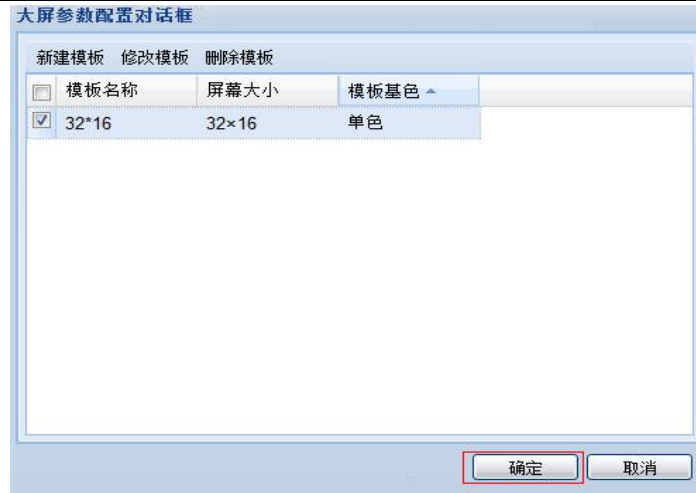 大屏参数配置对话框
新建模板 修改模板 删除模板
模板名称 屏幕大小 模板基色
32*16 32×16 单色
确定 取消